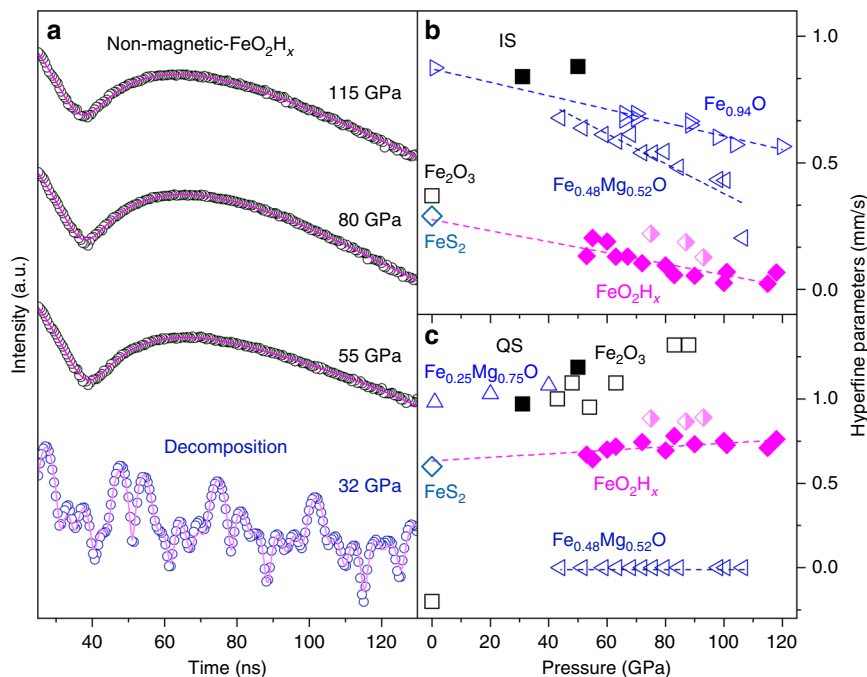 a
Non-magnetic-FeO₂Hₓ
115 GPa
80 GPa
55 GPa
Decomposition
32 GPa
Intensity (a.u.)
40
60
80
100
120
Time (ns)
b
IS
Fe₀.₉₄O
Fe₂O₃
Fe₀.₄₈Mg₀.₅₂O
FeS₂
FeO₂Hₓ
1.0
0.5
0.0
c
QS
Fe₂O₃
Fe₀.₂₅Mg₀.₇₅O
FeS₂
FeO₂Hₓ
Fe₀.₄₈Mg₀.₅₂O
1.0
0.5
0.0
Hyperfine parameters (mm/s)
0
20
40
60
80
100
120
Pressure (GPa)